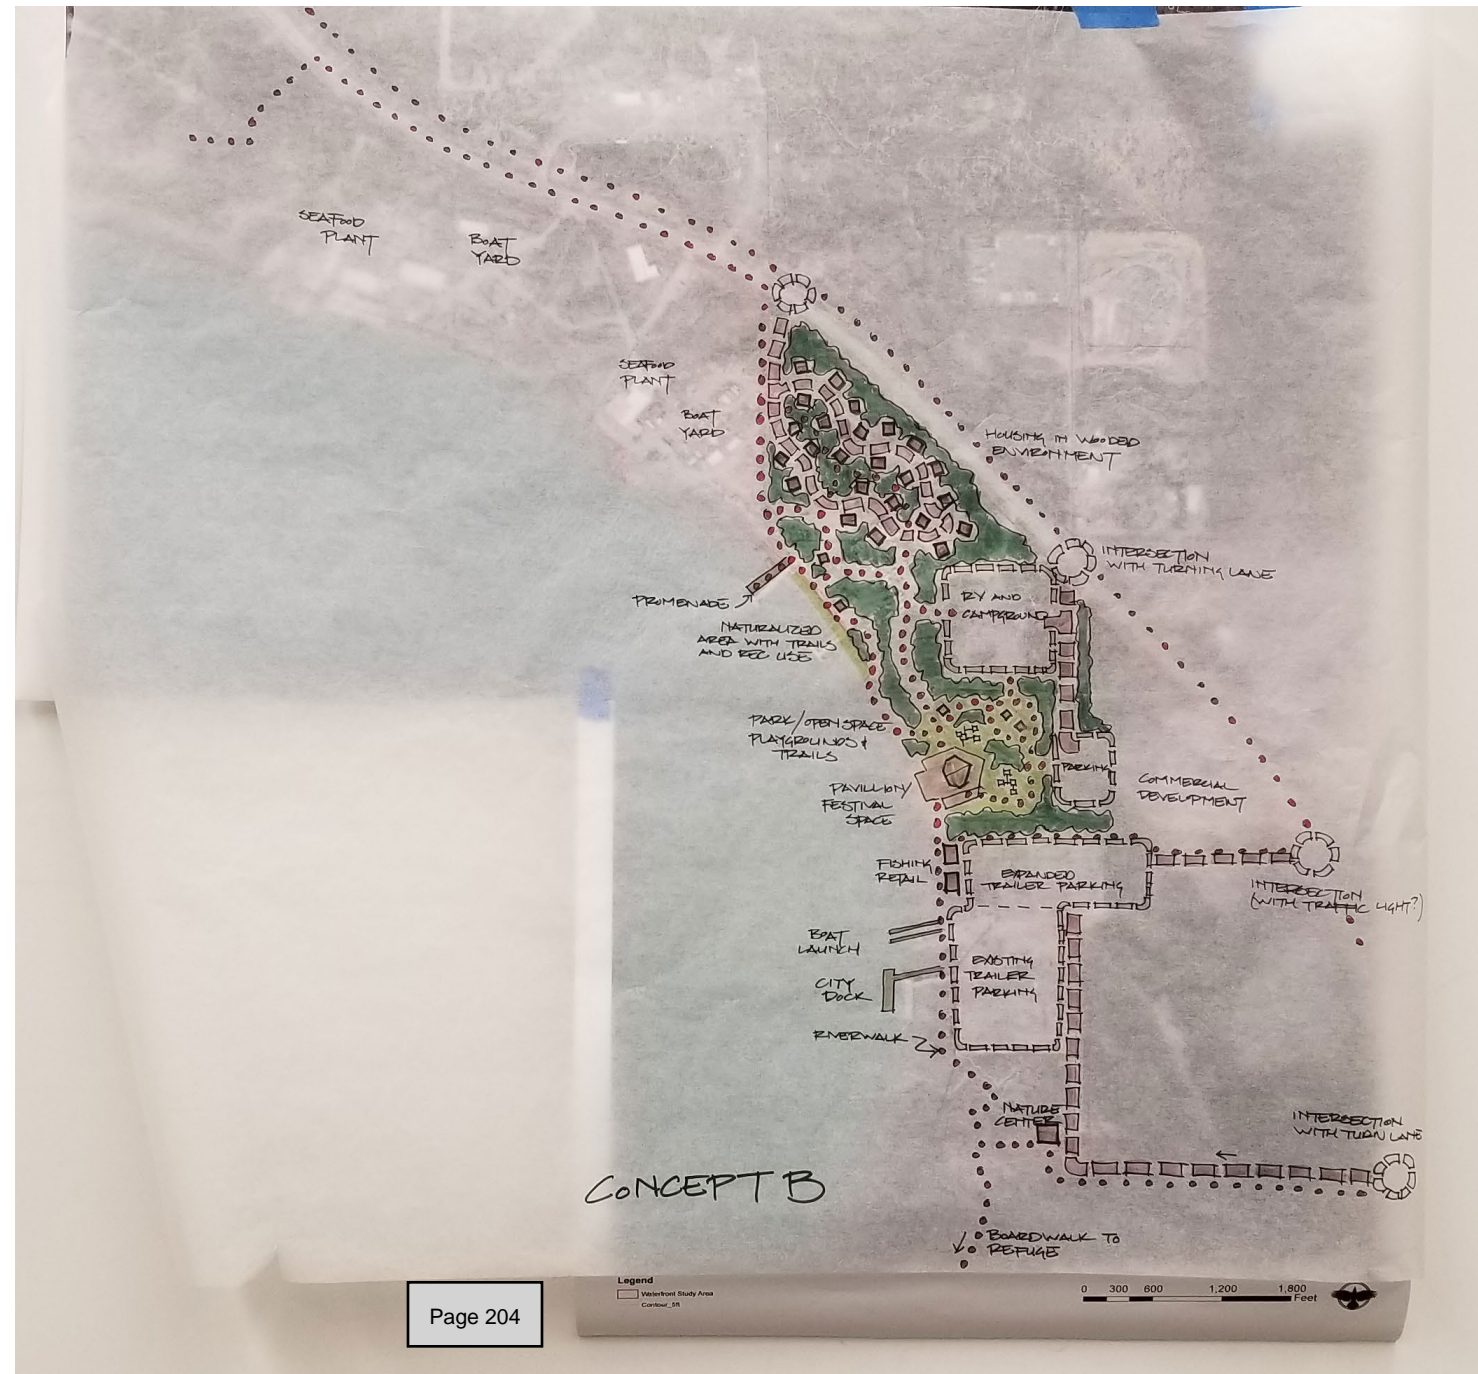 SEAFOOD
PLANT
BOAT
YARD
SEAFOOD
PLANT
BOAT
YARD
HOUSING IN WOODED
ENVIRONMENT
INTERSECTION
WITH TURNING LANE
RV AND
CAMPGROUND
PROMENADE
NATURALIZED
AREA WITH TRAILS
AND REC USE
PARK/OPEN SPACE
PLAYGROUNDS &
TRAILS
PARKING
COMMERCIAL
DEVELOPMENT
PAVILLION/
FESTIVAL
SPACE
FISHING
RETAIL
EXPANDED
TRAILER PARKING
INTERSECTION
(WITH TRAFFIC LIGHT?)
BOAT
LAUNCH
EXISTING
TRAILER
PARKING
CITY
DOCK
RIVERWALK
NATURE
CENTER
INTERSECTION
WITH TURN LANE
CONCEPT B
BOARDWALK TO
REFUGE
Legend
Waterfront Study Area
Contour_5ft
0 300 600 1,200 1,800
Feet
Page 204